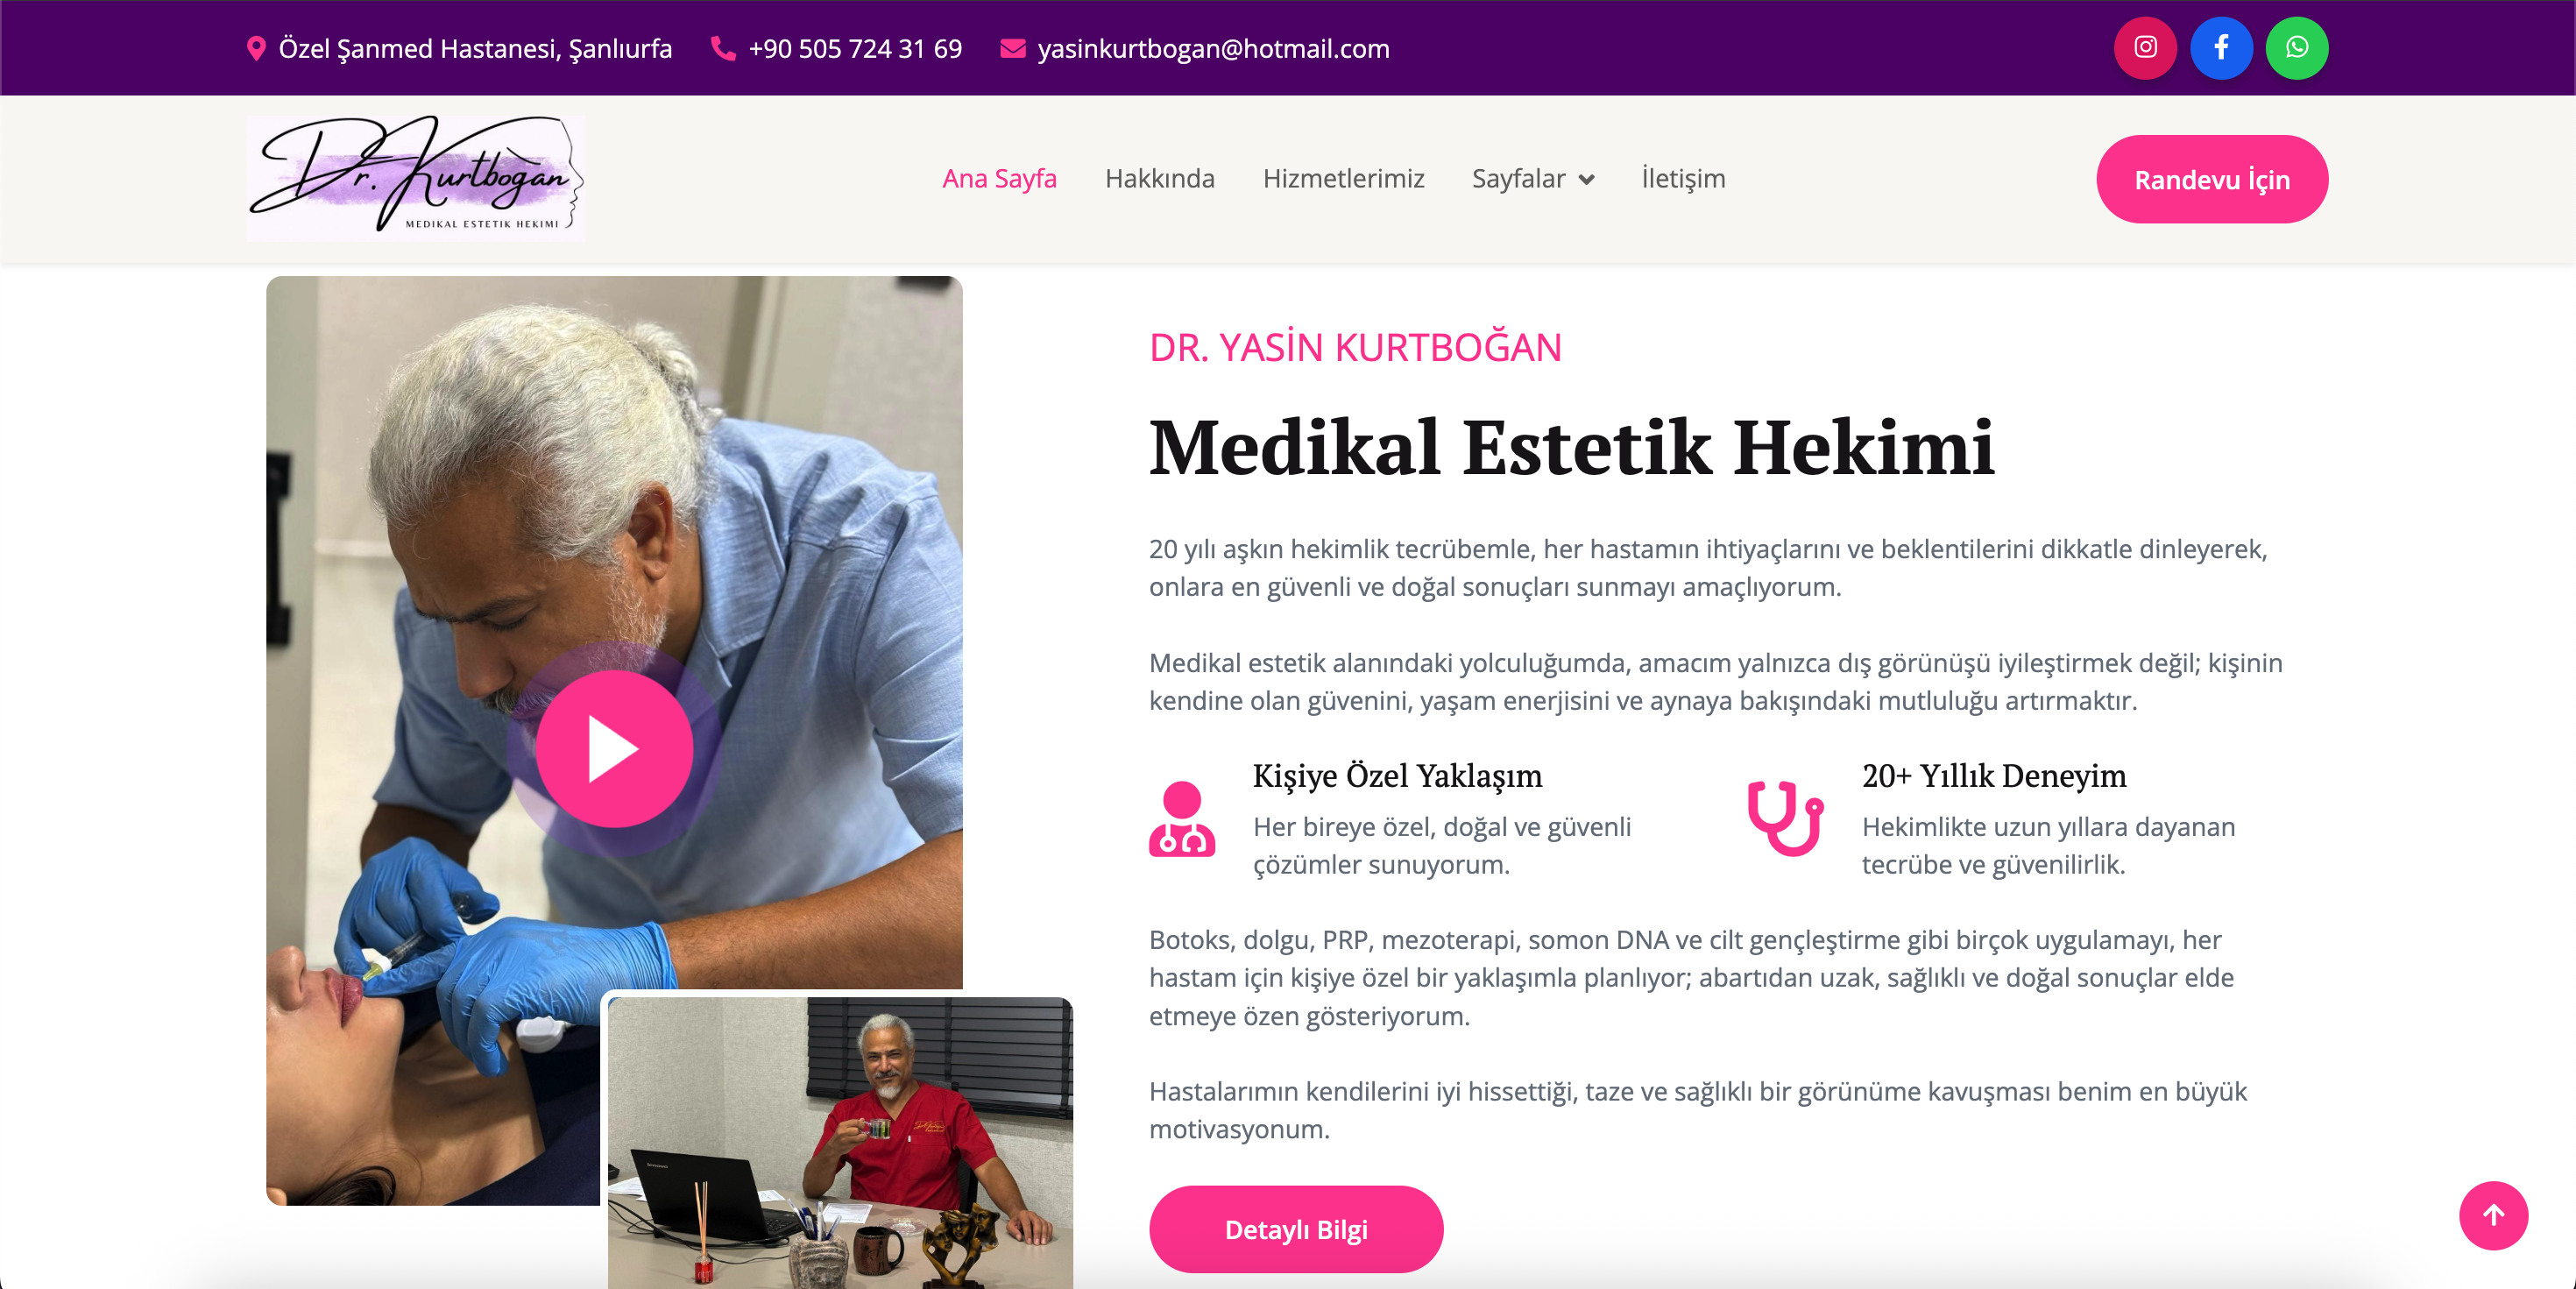 Özel Şanmed Hastanesi, Şanlıurfa
+90 505 724 31 69
yasinkurtbogan@hotmail.com
Dr. Kurtboğan
MEDIKAL ESTETIK HEKIMI
Ana Sayfa
Hakkında
Hizmetlerimiz
Sayfalar
İletişim
Randevu İçin
DR. YASİN KURTBOĞAN
Medikal Estetik Hekimi
20 yılı aşkın hekimlik tecrübemle, her hastamın ihtiyaçlarını ve beklentilerini dikkatle dinleyerek,
onlara en güvenli ve doğal sonuçları sunmayı amaçlıyorum.
Medikal estetik alanındaki yolculuğumda, amacım yalnızca dış görünüşü iyileştirmek değil; kişinin
kendine olan güvenini, yaşam enerjisini ve aynaya bakışındaki mutluluğu artırmaktır.
Kişiye Özel Yaklaşım
Her bireye özel, doğal ve güvenli
çözümler sunuyorum.
20+ Yıllık Deneyim
Hekimlikte uzun yıllara dayanan
tecrübe ve güvenilirlik.
Botoks, dolgu, PRP, mezoterapi, somon DNA ve cilt gençleştirme gibi birçok uygulamayı, her
hastam için kişiye özel bir yaklaşımla planlıyor; abartıdan uzak, sağlıklı ve doğal sonuçlar elde
etmeye özen gösteriyorum.
Hastalarımın kendilerini iyi hissettiği, taze ve sağlıklı bir görünüme kavuşması benim en büyük
motivasyonum.
Detaylı Bilgi